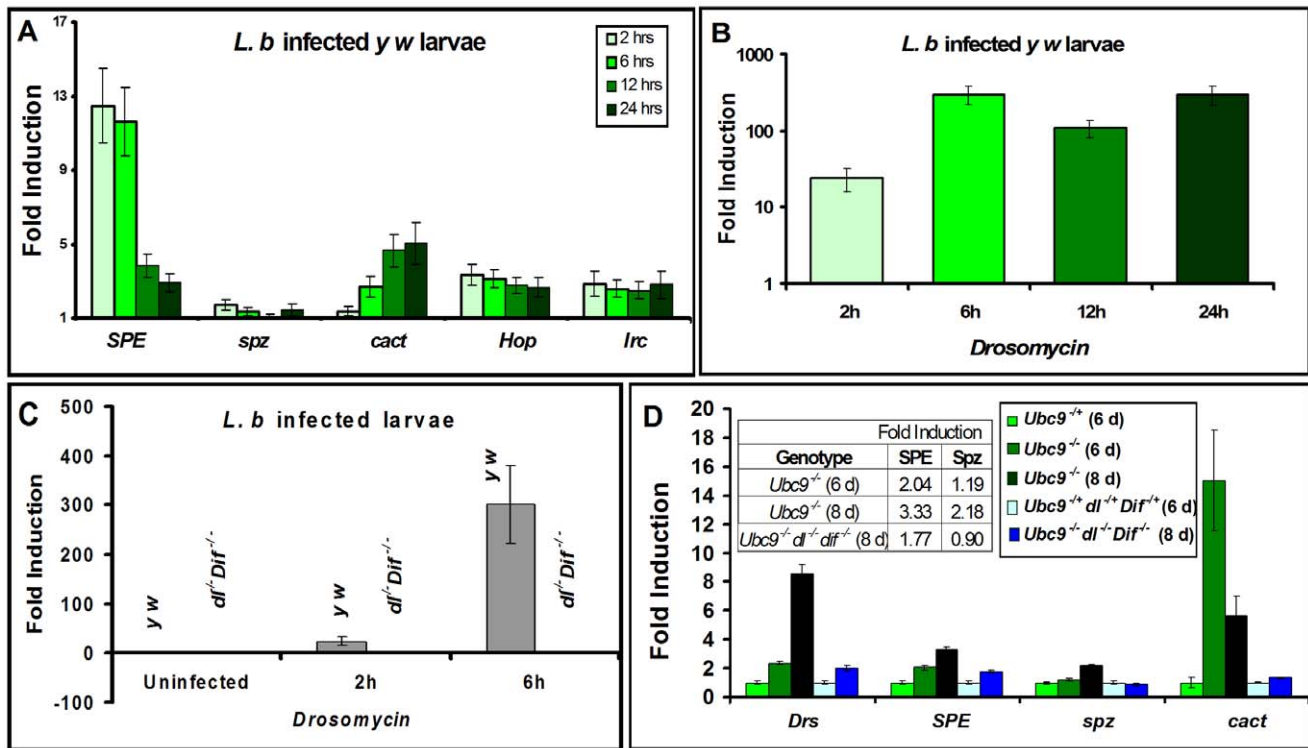 A
L. b infected y w larvae
17
13
9
5
1
Fold Induction
2 hrs
6 hrs
12 hrs
24 hrs
SPE spz cact Hop Irc
B
L. b infected y w larvae
1000
100
10
1
Fold Induction
2h 6h 12h 24h
Drosomycin
C
L. b infected larvae
500
400
300
200
100
0
-100
Fold Induction
y w
dl-/-Dif-/-
y w
dl-/-Dif-/-
y w
dl-/-Dif-/-
Uninfected 2h 6h
Drosomycin
D
20
18
16
14
12
10
8
6
4
2
0
Fold Induction
Fold Induction
Genotype SPE Spz
Ubc9-/- (6 d) 2.04 1.19
Ubc9-/- (8 d) 3.33 2.18
Ubc9-/- dl-/- dif-/- (8 d) 1.77 0.90
Ubc9-/+ (6 d)
Ubc9-/- (6 d)
Ubc9-/- (8 d)
Ubc9-/+ dl-/+ Dif-/+ (6 d)
Ubc9-/- dl-/- Dif-/- (8 d)
Drs SPE spz cact